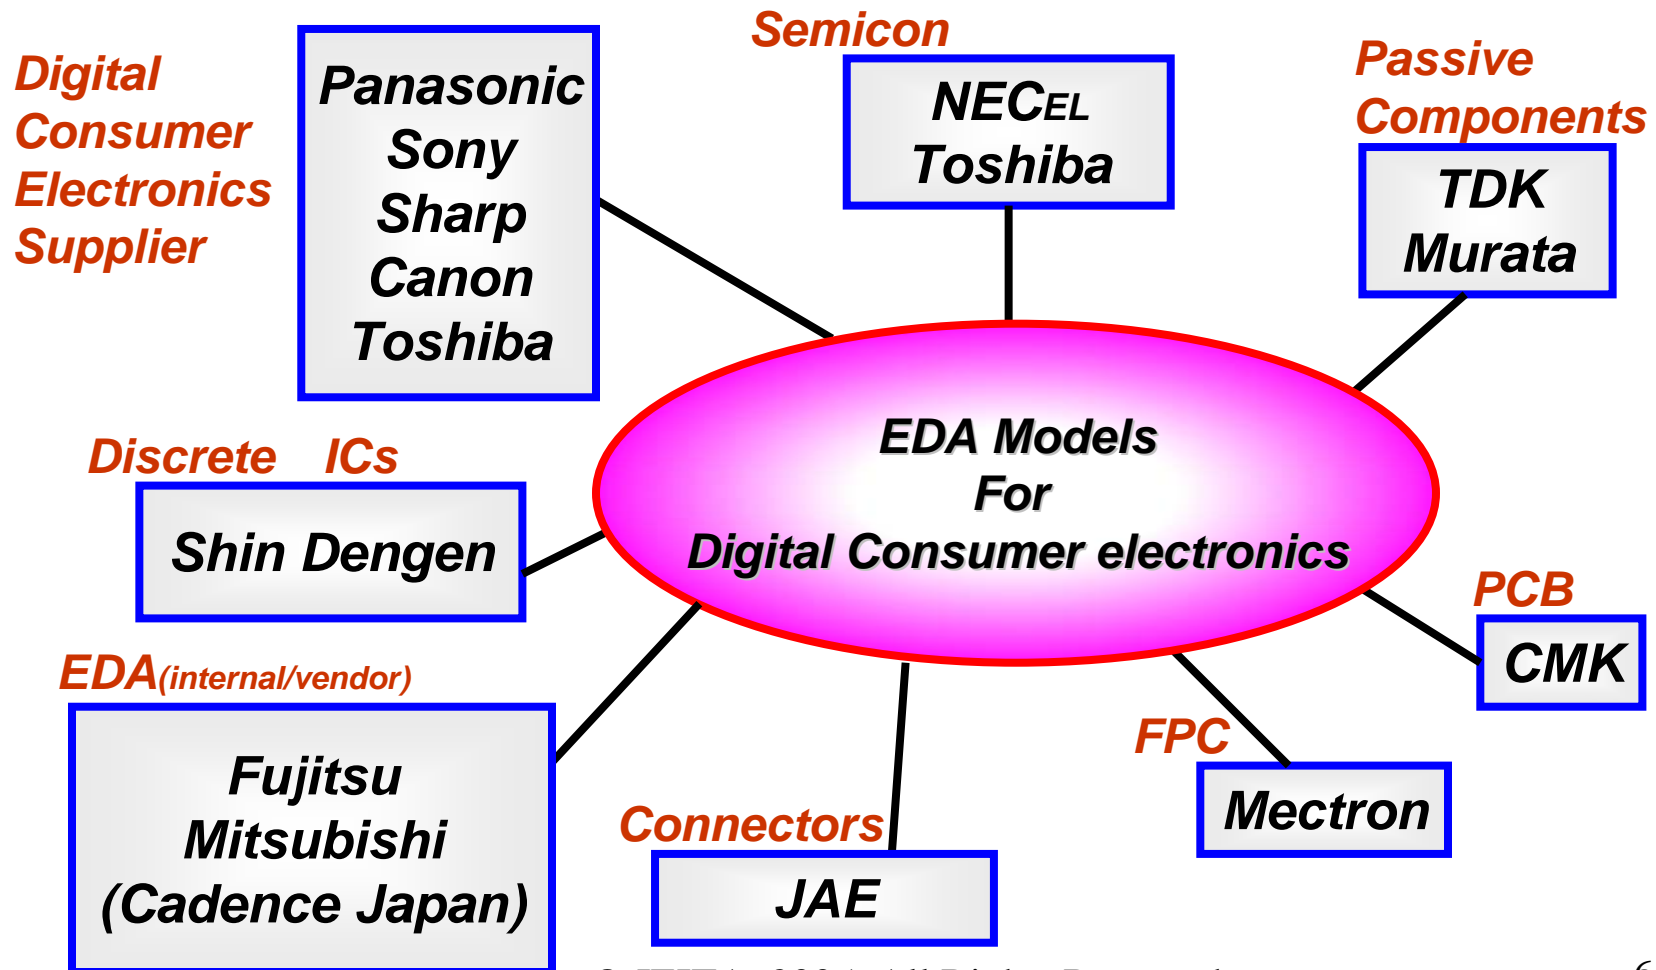 Digital
Consumer
Electronics
Supplier
Panasonic
Sony
Sharp
Canon
Toshiba
Semicon
NECEL
Toshiba
Passive
Components
TDK
Murata
EDA Models
For
Digital Consumer electronics
Discrete ICs
Shin Dengen
EDA(internal/vendor)
Fujitsu
Mitsubishi
(Cadence Japan)
Connectors
JAE
FPC
Mectron
PCB
CMK